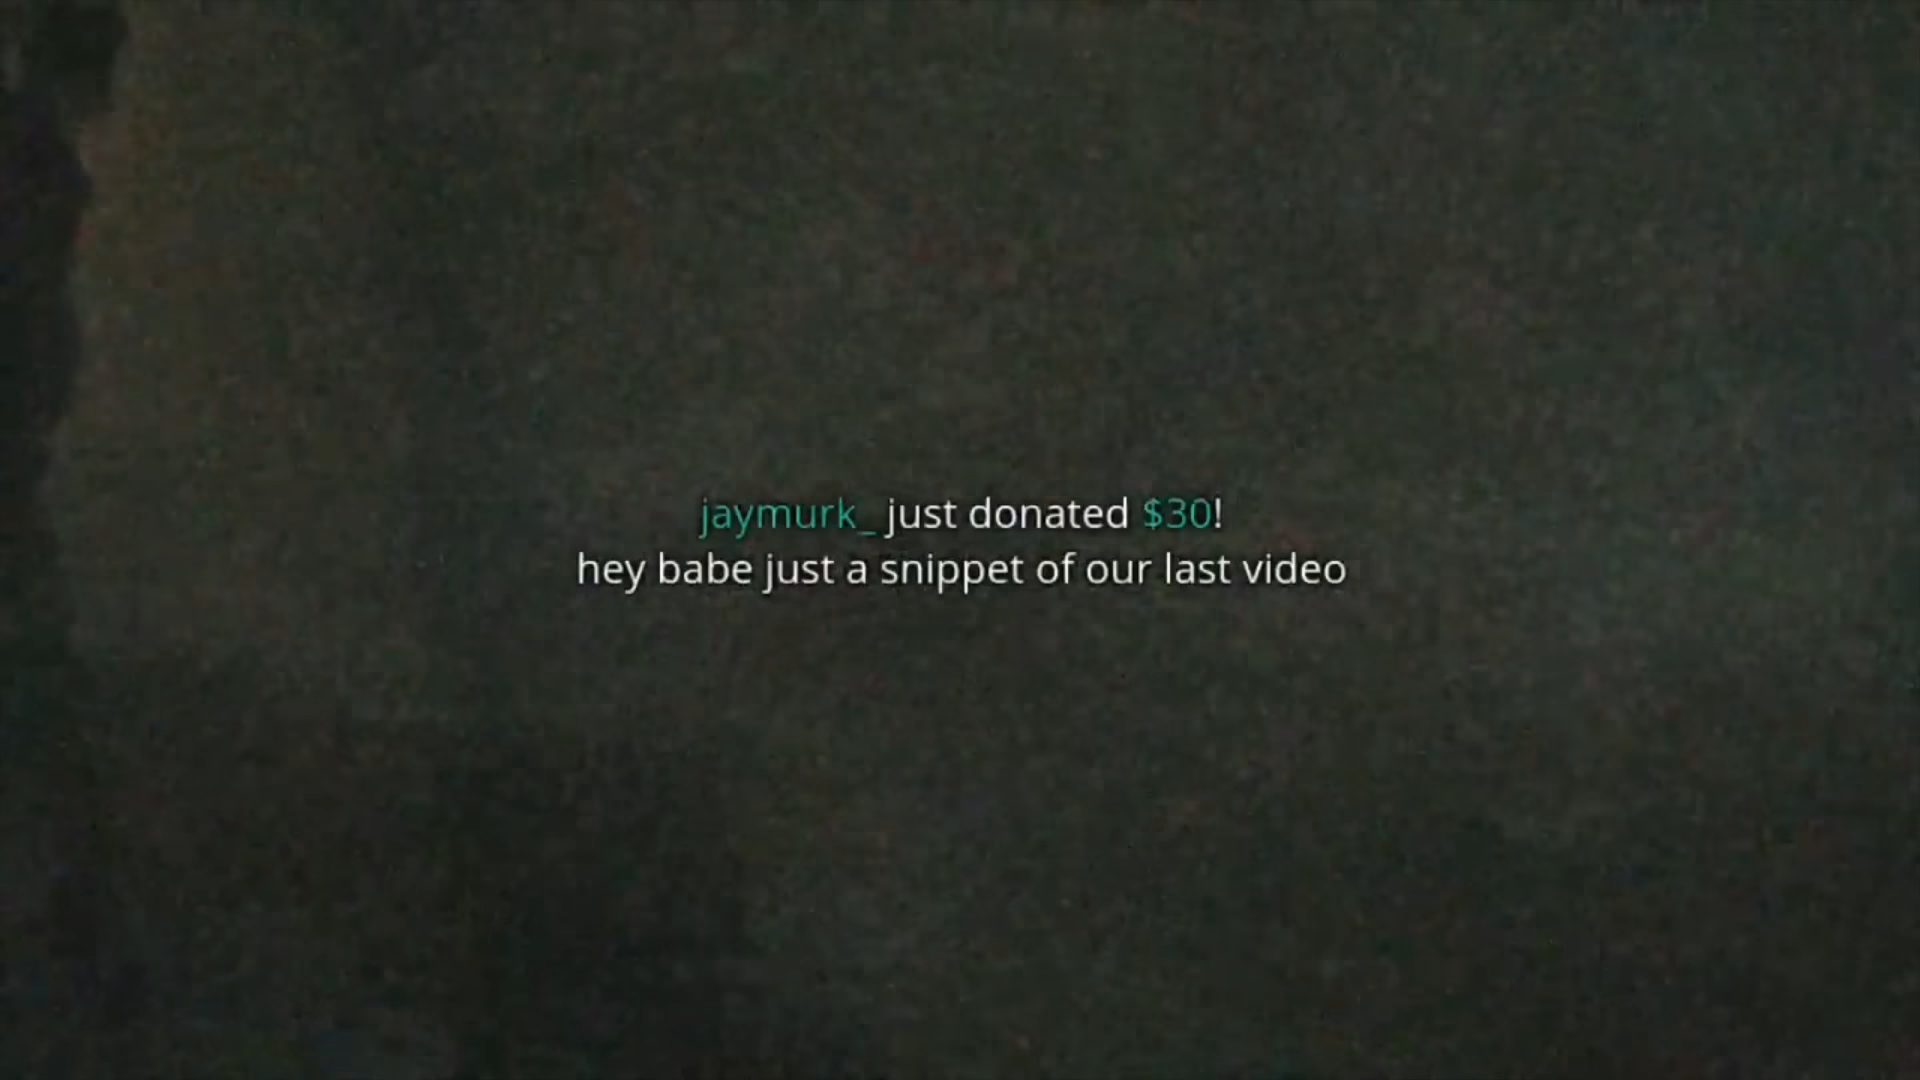 jaymurk_ just donated $30!
hey babe just a snippet of our last video